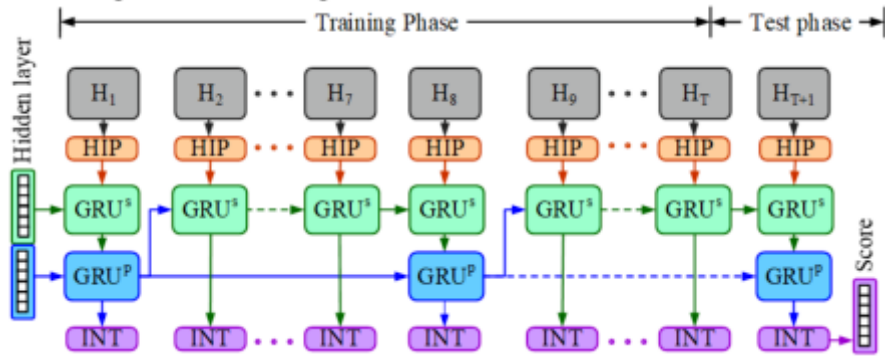 Training Phase Test phase
Hidden layer
H1 H2 H7 H8 H9 HT HT+1
HIP HIP HIP HIP HIP HIP HIP
GRUs GRUs GRUs GRUs GRUs GRUs GRUs
GRUp GRUp GRUp
Score
INT INT INT INT INT INT INT